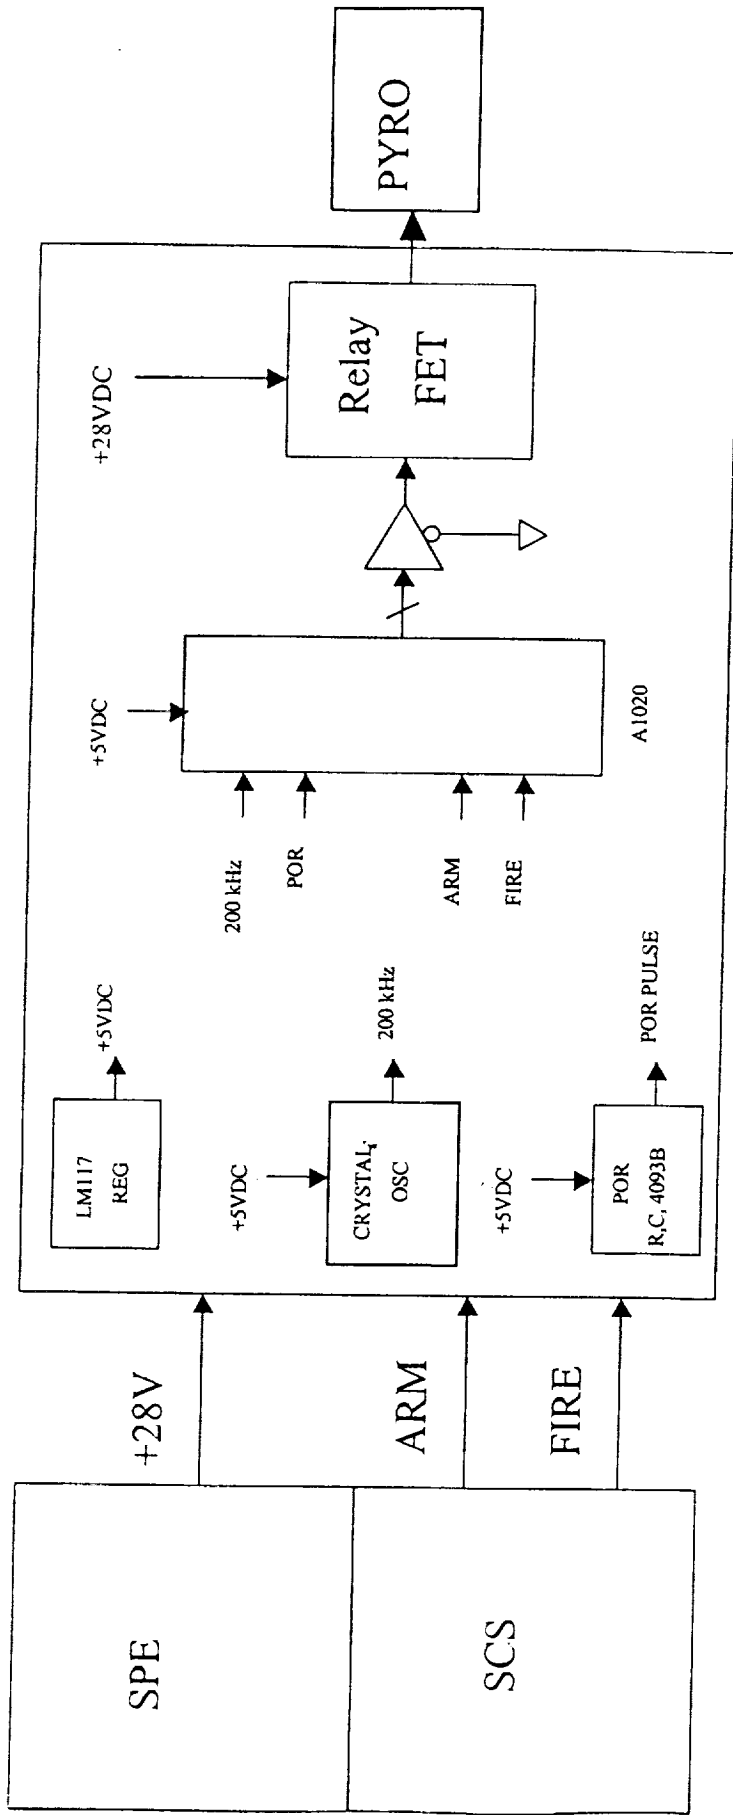 SPE
SCS
+28V
ARM
FIRE
LM117
REG
+5VDC
+5VDC
CRYSTAL,
OSC
200 kHz
+5VDC
POR
R,C, 4093B
POR PULSE
+5VDC
200 kHz
POR
ARM
FIRE
A1020
+28VDC
Relay
FET
PYRO